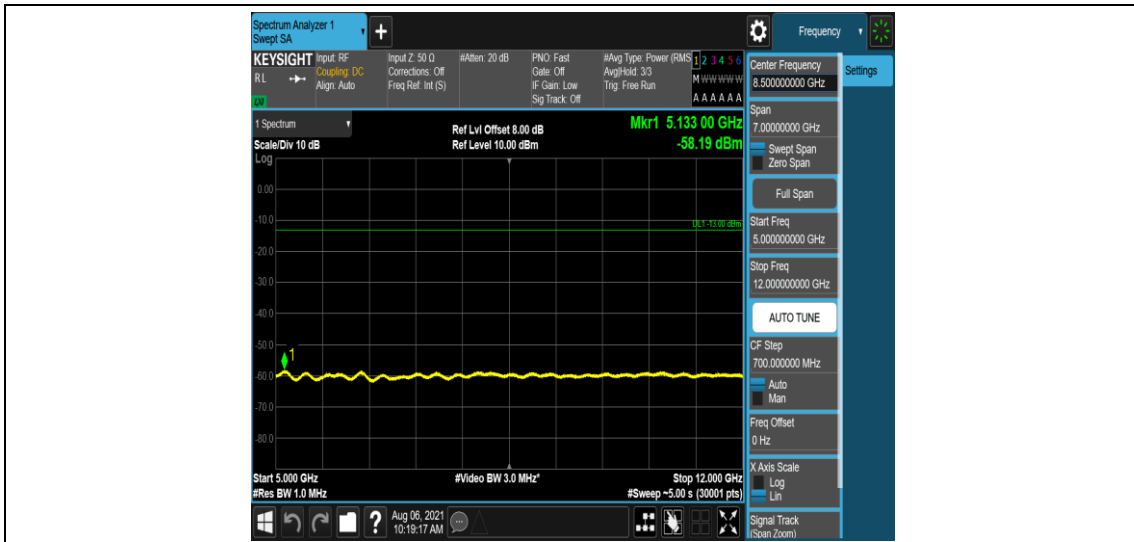 Spectrum Analyzer 1
Swept SA
Frequency
KEYSIGHT
RL
LM
Input: RF
Coupling: DC
Align: Auto
Input Z: 50 Ω
Corrections: Off
Freq Ref: Int (S)
#Atten: 20 dB
PNO: Fast
Gate: Off
IF Gain: Low
Sig Track: Off
#Avg Type: Power (RMS
Avg|Hold: 3/3
Trig: Free Run
1 2 3 4 5 6
M W W W W W
A A A A A A
1 Spectrum
Scale/Div 10 dB
Ref Lvl Offset 8.00 dB
Ref Level 10.00 dBm
Mkr1 5.133 00 GHz
-58.19 dBm
Log
0.00
-10.0
DL1 -13.00 dBm
-20.0
-30.0
-40.0
-50.0
1
-60.0
-70.0
-80.0
Start 5.000 GHz
#Res BW 1.0 MHz
#Video BW 3.0 MHz*
Stop 12.000 GHz
#Sweep ~5.00 s (30001 pts)
Aug 06, 2021
10:19:17 AM
Center Frequency
8.500000000 GHz
Settings
Span
7.00000000 GHz
Swept Span
Zero Span
Full Span
Start Freq
5.000000000 GHz
Stop Freq
12.000000000 GHz
AUTO TUNE
CF Step
700.000000 MHz
Auto
Man
Freq Offset
0 Hz
X Axis Scale
Log
Lin
Signal Track
(Span Zoom)